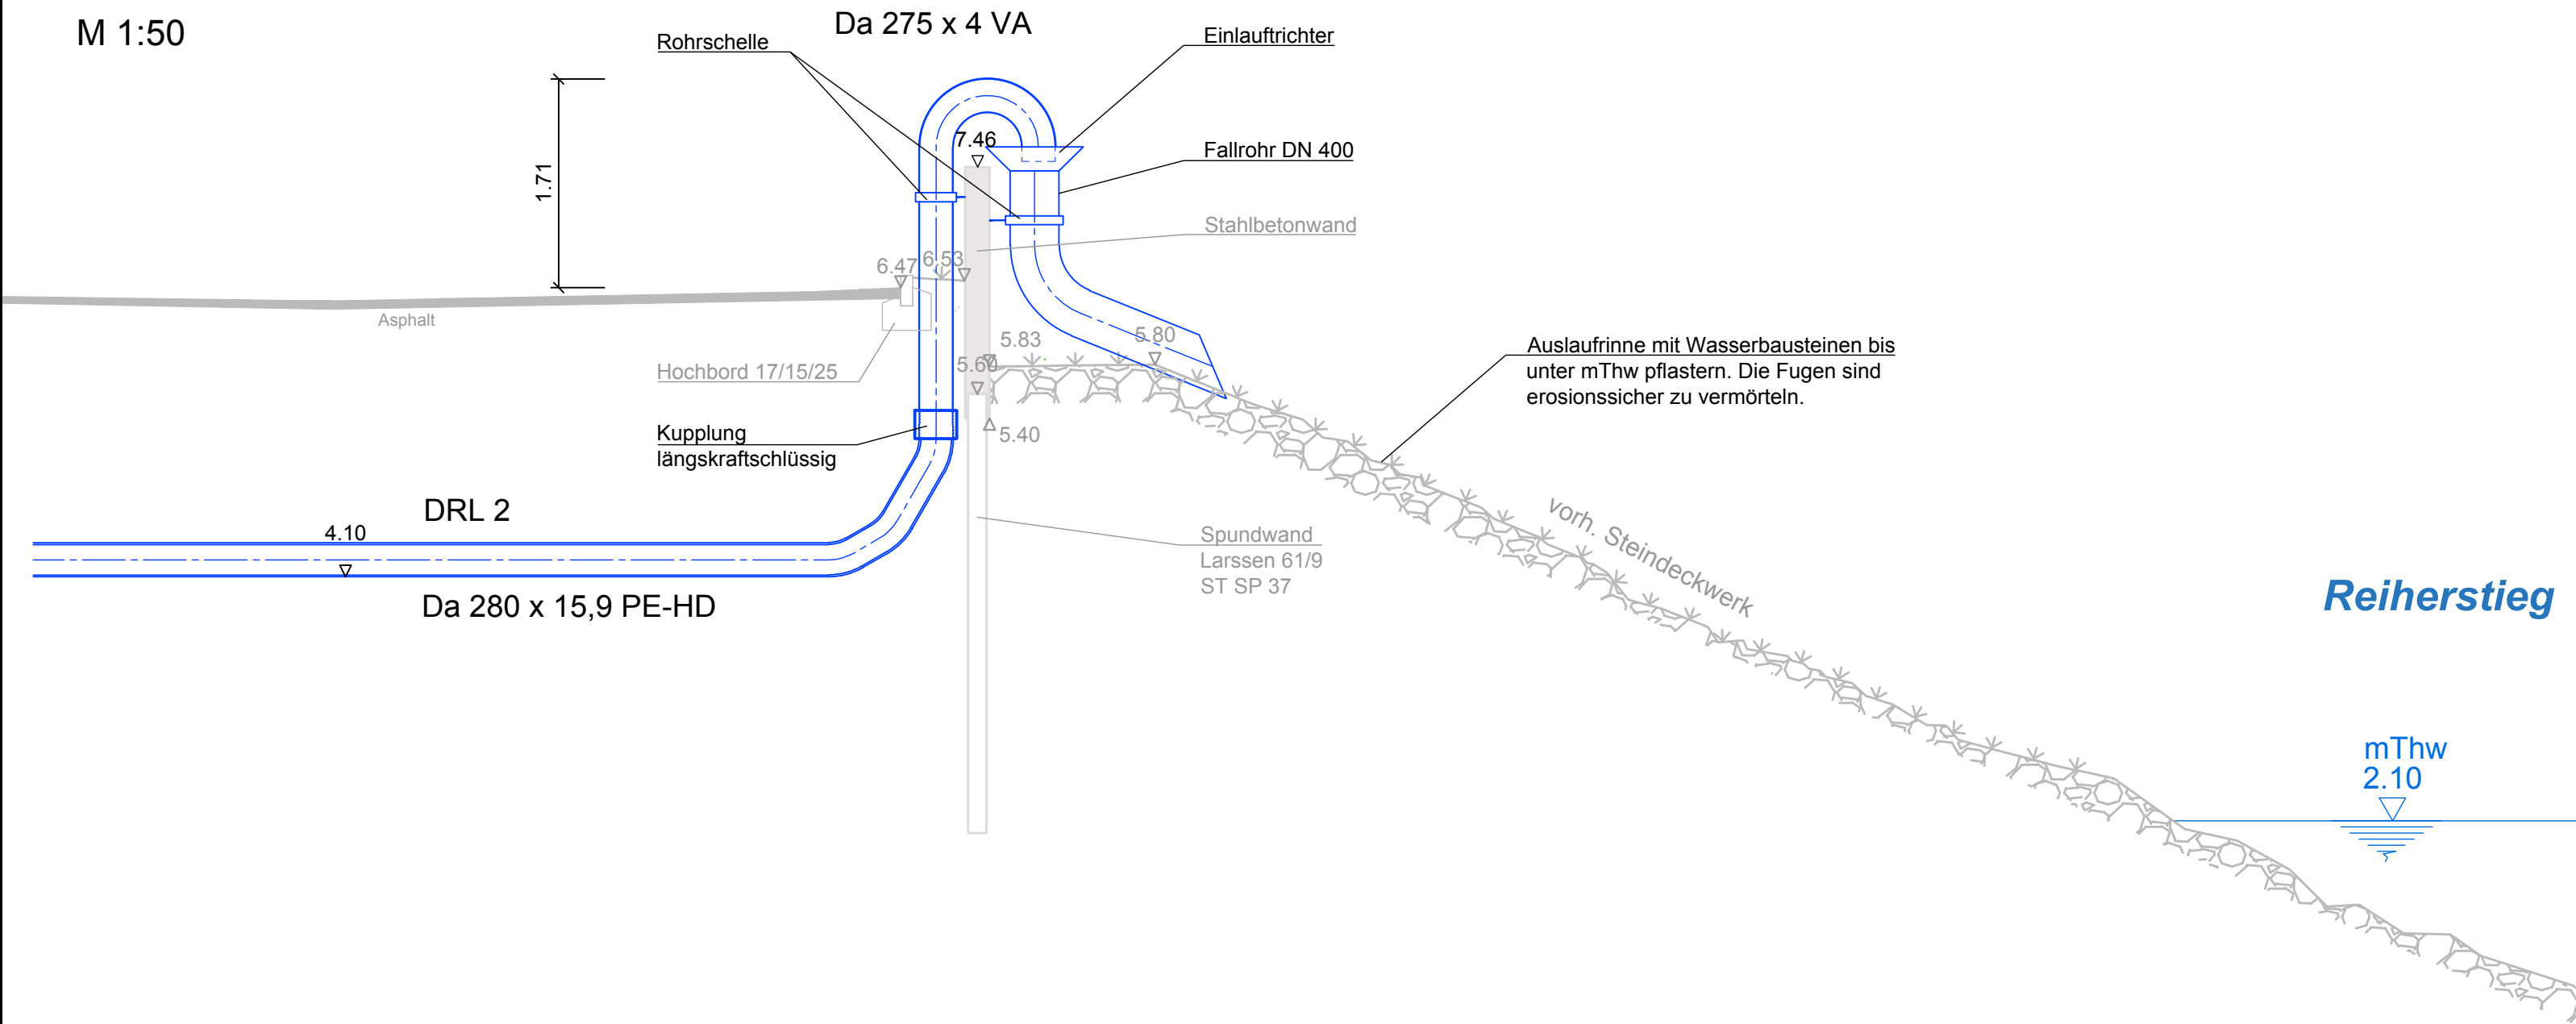 M 1:50
Da 275 x 4 VA
Rohrschelle
Einlauftrichter
7.46
Fallrohr DN 400
1.71
Stahlbetonwand
6.47
6.53
Asphalt
5.83
5.80
5.60
Hochbord 17/15/25
Auslaufrinne mit Wasserbausteinen bis
unter mThw pflastern. Die Fugen sind
erosionssicher zu vermörteln.
5.40
Kupplung
längskraftschlüssig
DRL 2
4.10
Da 280 x 15,9 PE-HD
Spundwand
Larssen 61/9
ST SP 37
vorh. Steindeckwerk
Reiherstieg
mThw
2.10